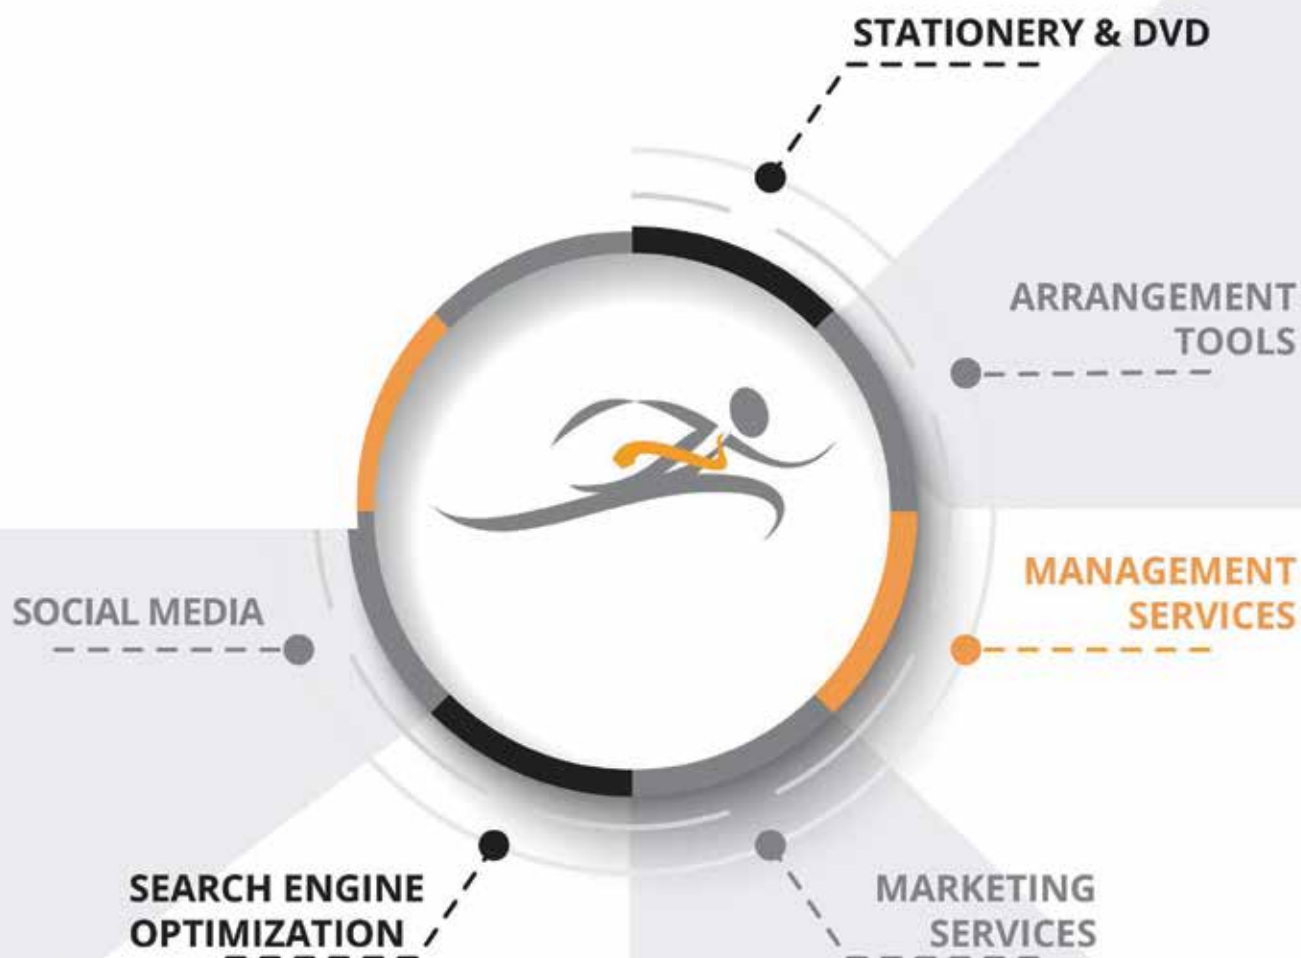 STATIONERY & DVD
ARRANGEMENT
TOOLS
MANAGEMENT
SERVICES
SOCIAL MEDIA
SEARCH ENGINE
OPTIMIZATION
MARKETING
SERVICES